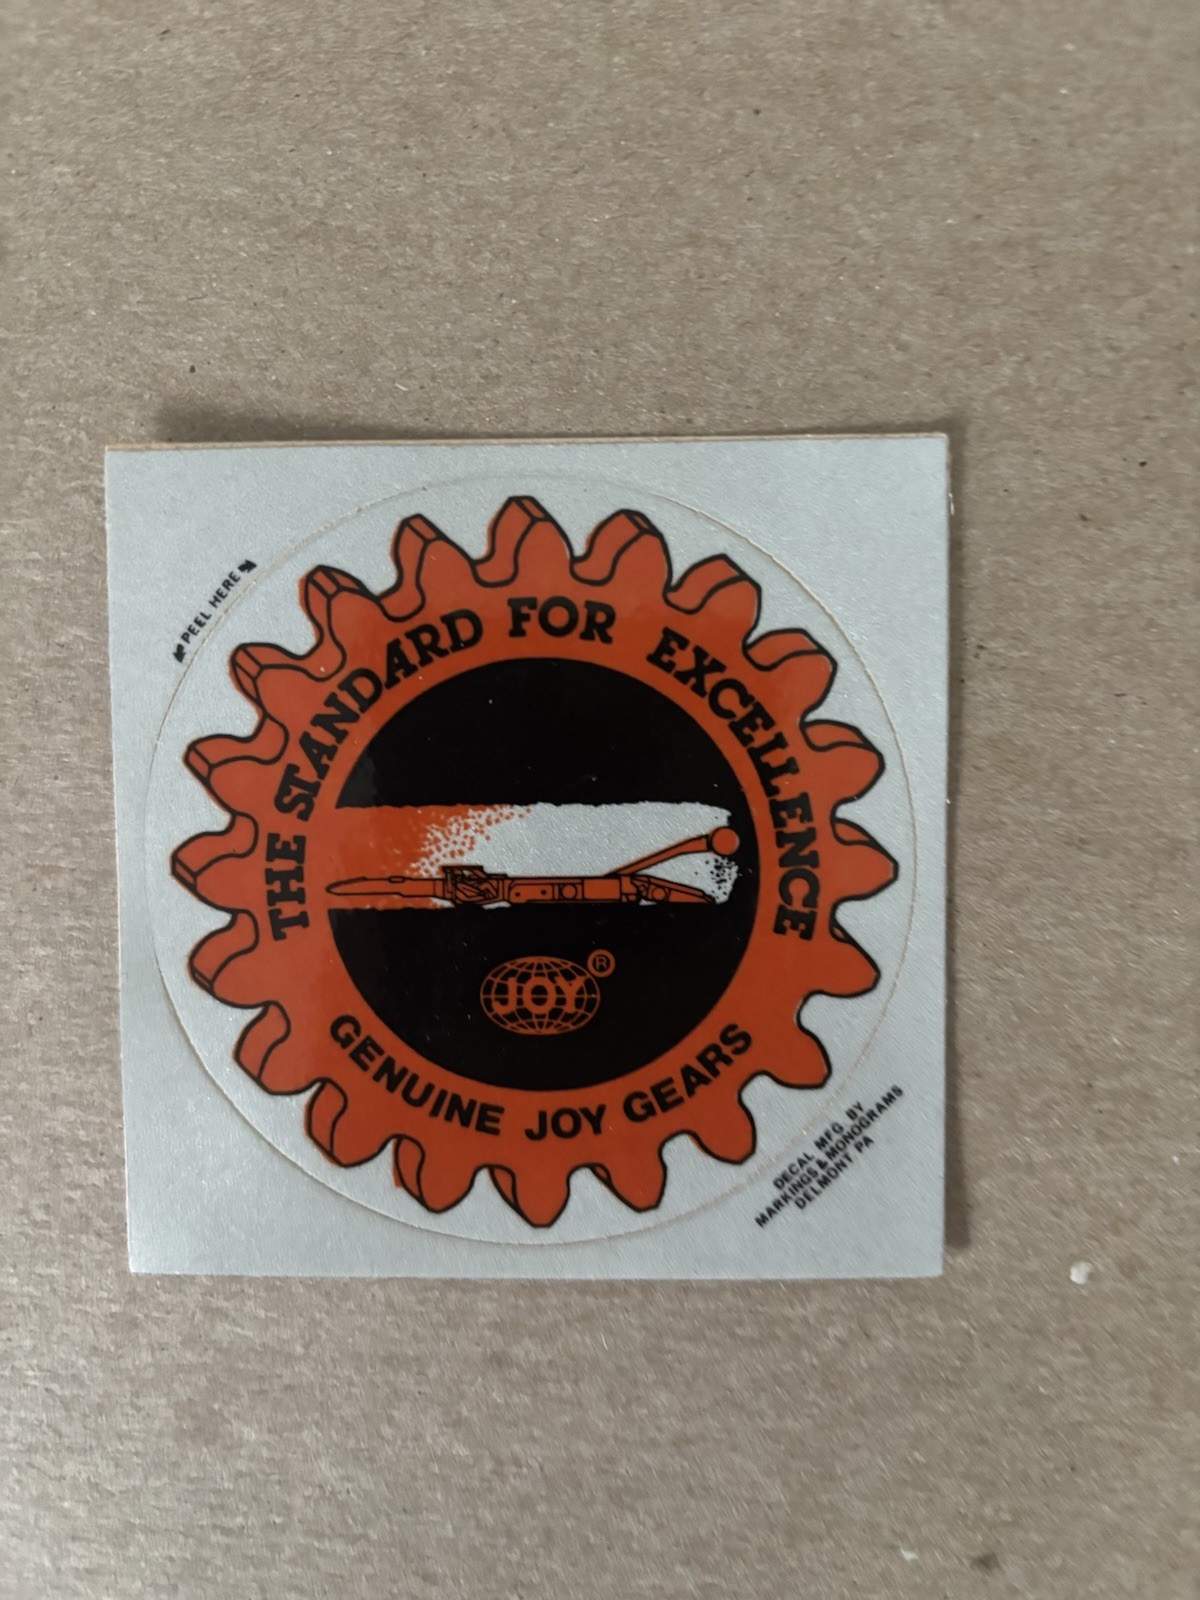 PEEL HERE
THE STANDARD FOR EXCELLENCE
JOY®
GENUINE JOY GEARS
DECAL MFG BY
MARKINGS & MONOGRAMS
DELMONT PA